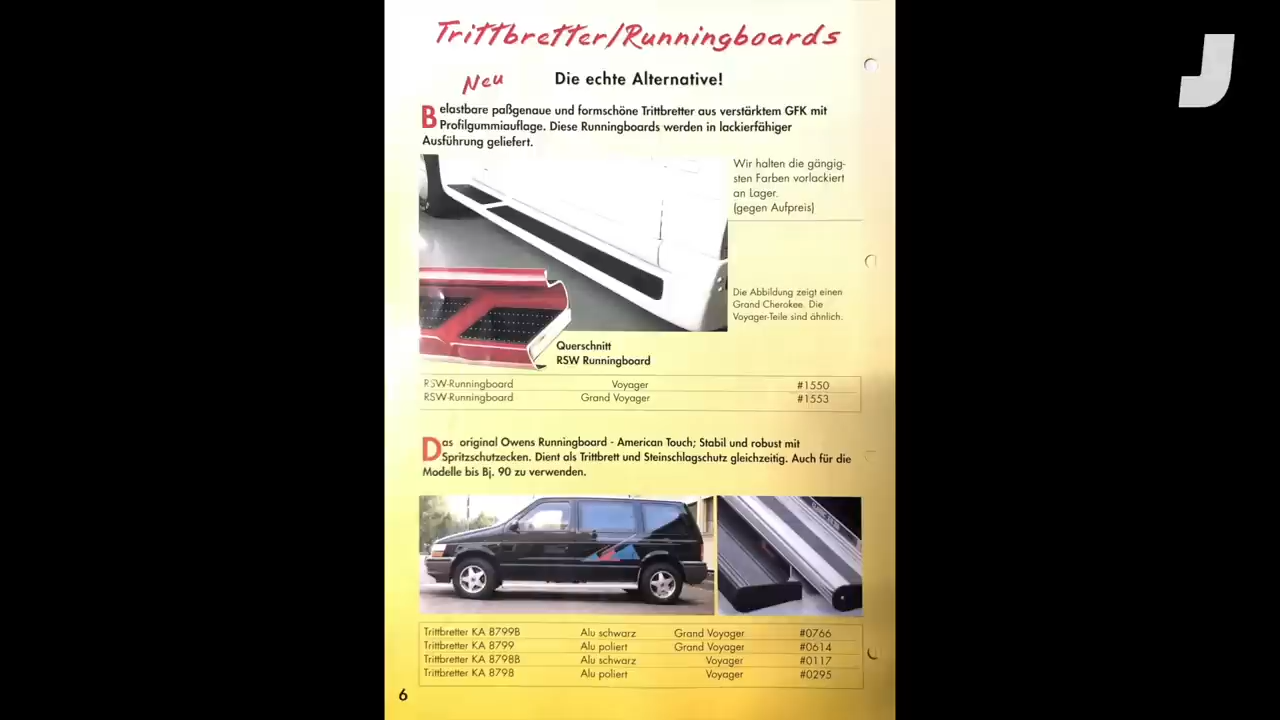 Trittbretter/Runningboards
Neu
Die echte Alternative!
Belastbare paßgenaue und formschöne Trittbretter aus verstärktem GFK mit
Profilgummiauflage. Diese Runningboards werden in lackierfähiger
Ausführung geliefert.
Wir halten die gängig-
sten Farben vorlackiert
an Lager.
(gegen Aufpreis)
Die Abbildung zeigt einen
Grand Cherokee. Die
Voyager-Teile sind ähnlich.
Querschnitt
RSW Runningboard
RSW-Runningboard Voyager #1550
RSW-Runningboard Grand Voyager #1553
Das original Owens Runningboard - American Touch; Stabil und robust mit
Spritzschutzecken. Dient als Trittbrett und Steinschlagschutz gleichzeitig. Auch für die
Modelle bis Bj. 90 zu verwenden.
Trittbretter KA 8799B Alu schwarz Grand Voyager #0766
Trittbretter KA 8799 Alu poliert Grand Voyager #0614
Trittbretter KA 8798B Alu schwarz Voyager #0117
Trittbretter KA 8798 Alu poliert Voyager #0295
6
J